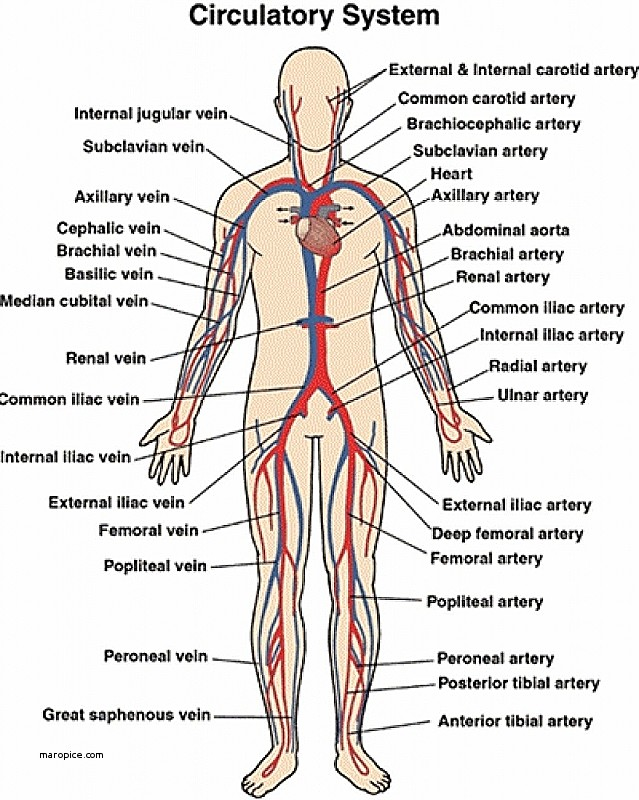 Circulatory System
External & Internal carotid artery
Common carotid artery
Internal jugular vein
Brachiocephalic artery
Subclavian vein
Subclavian artery
Heart
Axillary vein
Axillary artery
Cephalic vein
Abdominal aorta
Brachial vein
Brachial artery
Basilic vein
Renal artery
Median cubital vein
Common iliac artery
Internal iliac artery
Renal vein
Radial artery
Common iliac vein
Ulnar artery
Internal iliac vein
External iliac vein
External iliac artery
Femoral vein
Deep femoral artery
Femoral artery
Popliteal vein
Popliteal artery
Peroneal vein
Peroneal artery
Posterior tibial artery
Great saphenous vein
Anterior tibial artery
maropice.com